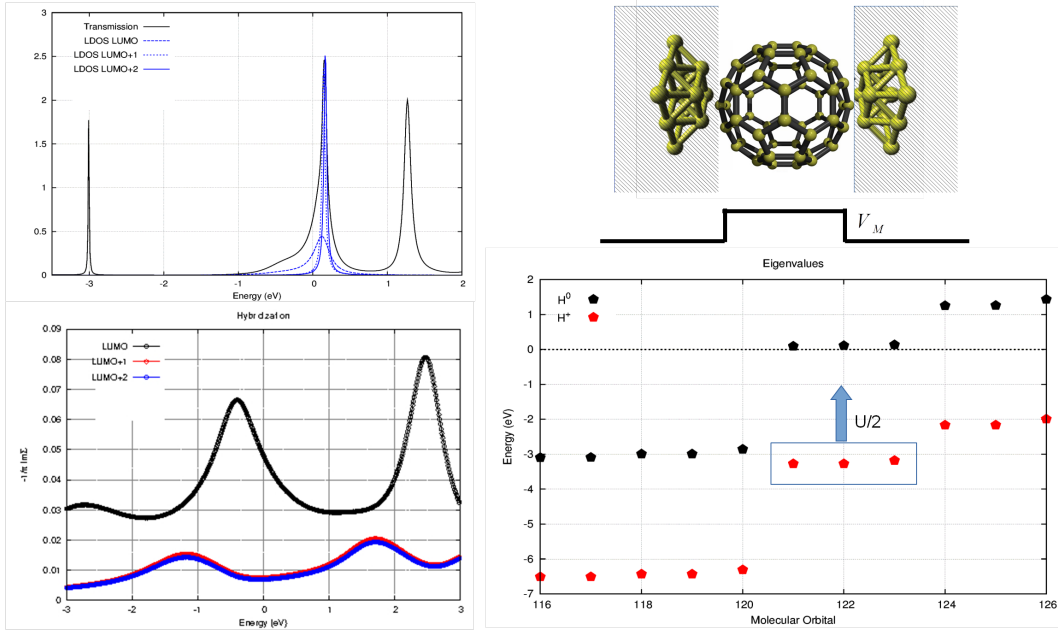 3
2.5
2
1.5
1
0.5
0
-3
-2
-1
0
1
2
Energy (eV)
Transmission
LDOS LUMO
LDOS LUMO+1
LDOS LUMO+2
V_M
Hybridization
0.09
0.08
0.07
0.06
0.05
0.04
0.03
0.02
0.01
0
-1/π ImΣ
LUMO
LUMO+1
LUMO+2
-3
-2
-1
0
1
2
3
Energy (eV)
Eigenvalues
2
1
0
-1
-2
-3
-4
-5
-6
-7
Energy (eV)
H⁰
H⁺
U/2
116
118
120
122
124
126
Molecular Orbital